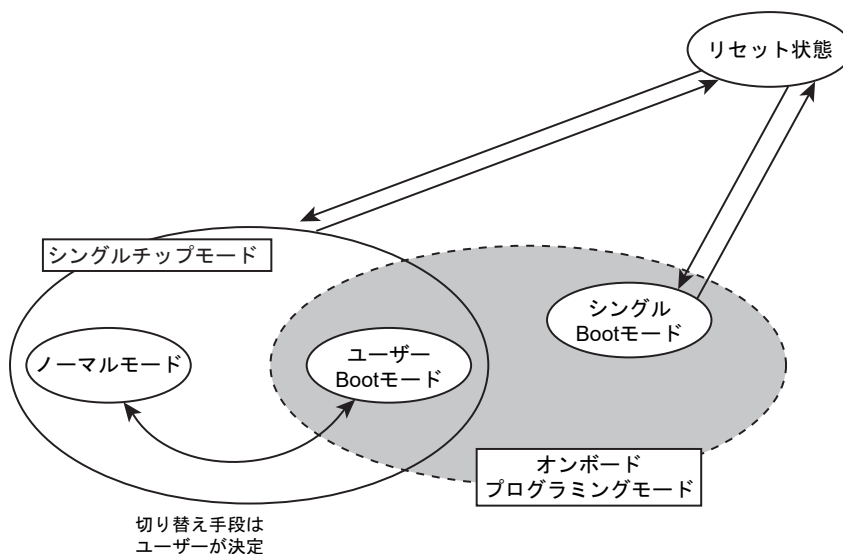 リセット状態
シングルチップモード
シングル
Bootモード
ノーマルモード
ユーザー
Bootモード
オンボード
プログラミングモード
切り替え手段は
ユーザーが決定